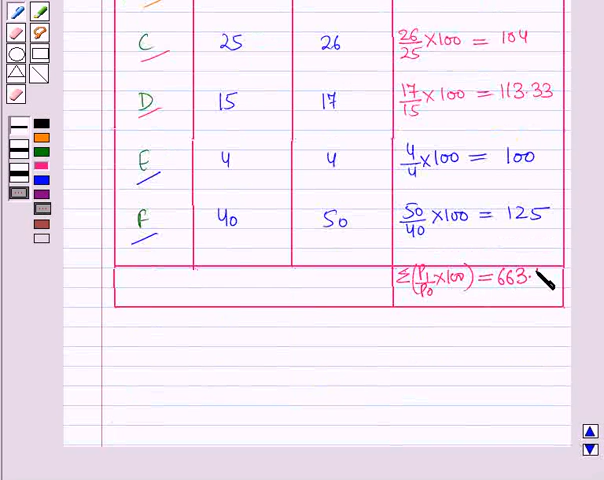 C 25 26 26/25 ×100 = 104
D 15 17 17/15 ×100 = 113.33
E 4 4 4/4 ×100 = 100
F 40 50 50/40 ×100 = 125
Σ(P1/P0 ×100) = 663.